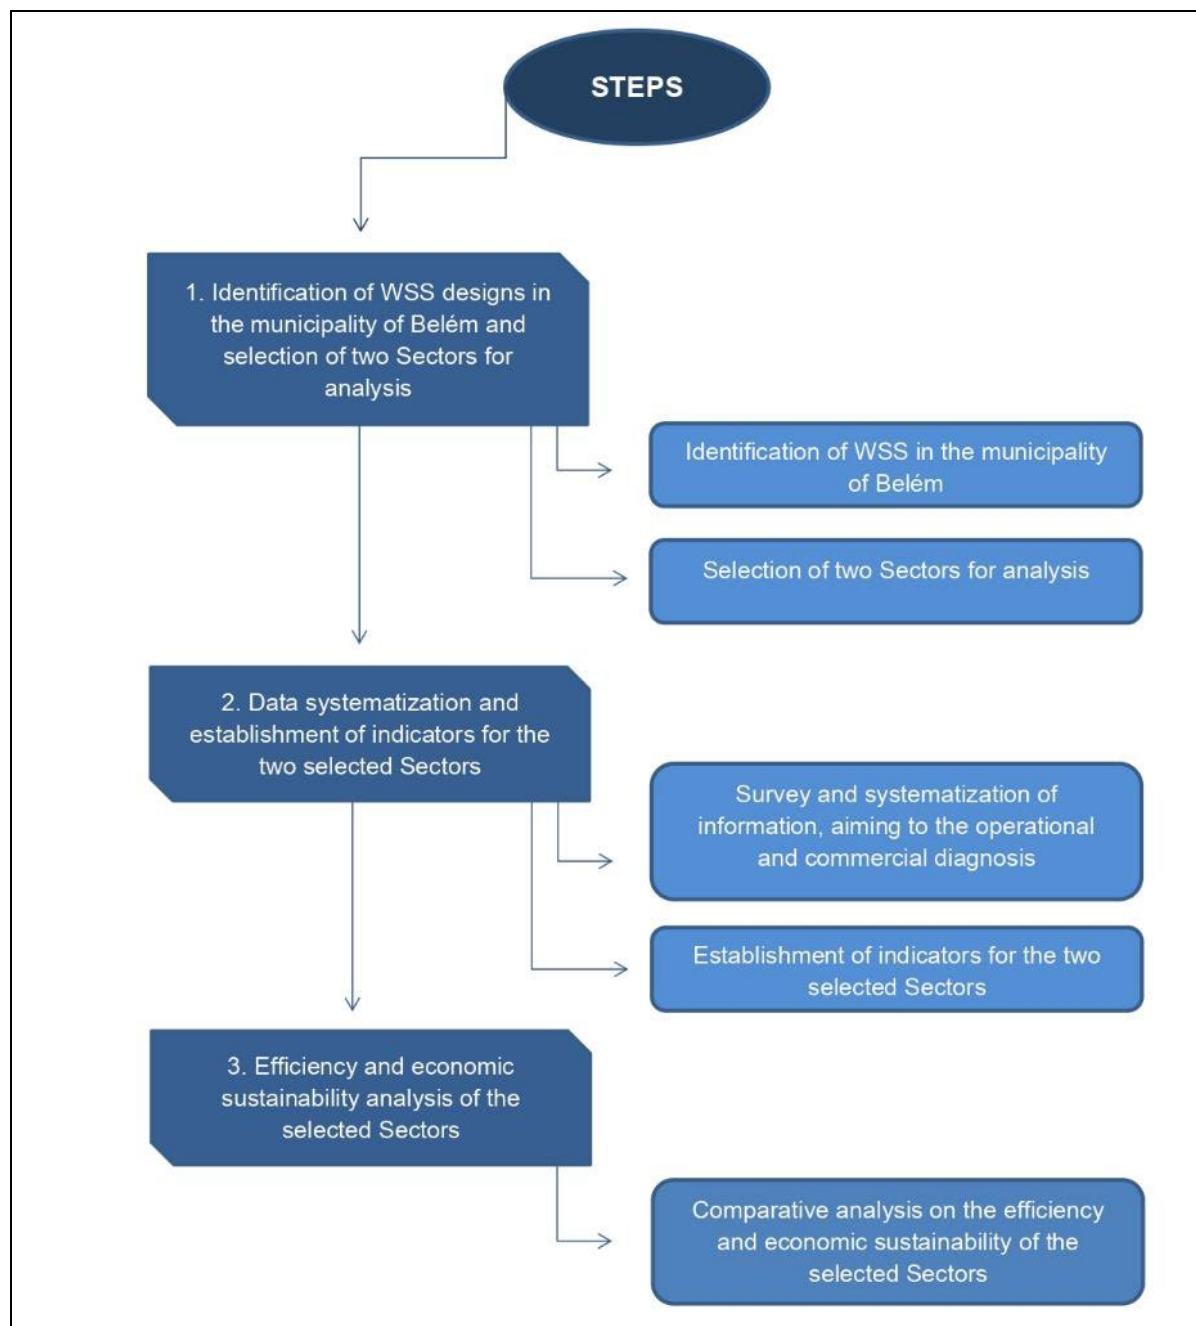 STEPS
1. Identification of WSS designs in
the municipality of Belém and
selection of two Sectors for
analysis
Identification of WSS in the municipality
of Belém
Selection of two Sectors for analysis
2. Data systematization and
establishment of indicators for the
two selected Sectors
Survey and systematization of
information, aiming to the operational
and commercial diagnosis
Establishment of indicators for the two
selected Sectors
3. Efficiency and economic
sustainability analysis of the
selected Sectors
Comparative analysis on the efficiency
and economic sustainability of the
selected Sectors